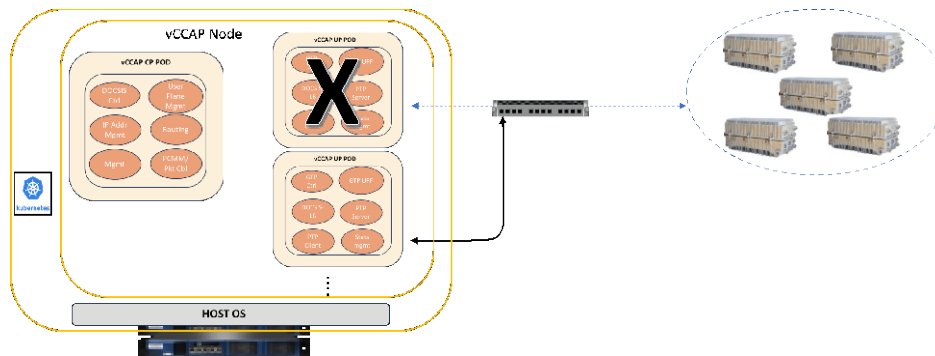 vCCAP Node
vCCAP CP POD
DOCSIS
Ctrl
User
Plane
Mgmt
IP Addr
Mgmt
Routing
Mgmt
PCMM/
Pkt Cbl
vCCAP UP POD
UFP
PTP
Server
vCCAP UP POD
GTP
Ctrl
GTP UFP
PTP
Server
PTP
Client
Stats
mgmt
kubernetes
HOST OS